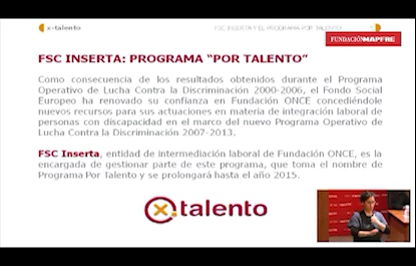 x·talento
FSC INSERTA Y EL PROGRAMA POR TALENTO
FUNDACIÓN MAPFRE
FSC INSERTA: PROGRAMA “POR TALENTO”
Como consecuencia de los resultados obtenidos durante el Programa
Operativo de Lucha Contra la Discriminación 2000-2006, el Fondo Social
Europeo ha renovado su confianza en Fundación ONCE concediéndole
nuevos recursos para sus actuaciones en materia de integración laboral de
personas con discapacidad en el marco del nuevo Programa Operativo de
Lucha Contra la Discriminación 2007-2013.
FSC Inserta, entidad de intermediación laboral de Fundación ONCE, es la
encargada de gestionar parte de este programa, que toma el nombre de
Programa Por Talento y se prolongará hasta el año 2015.
x·talento